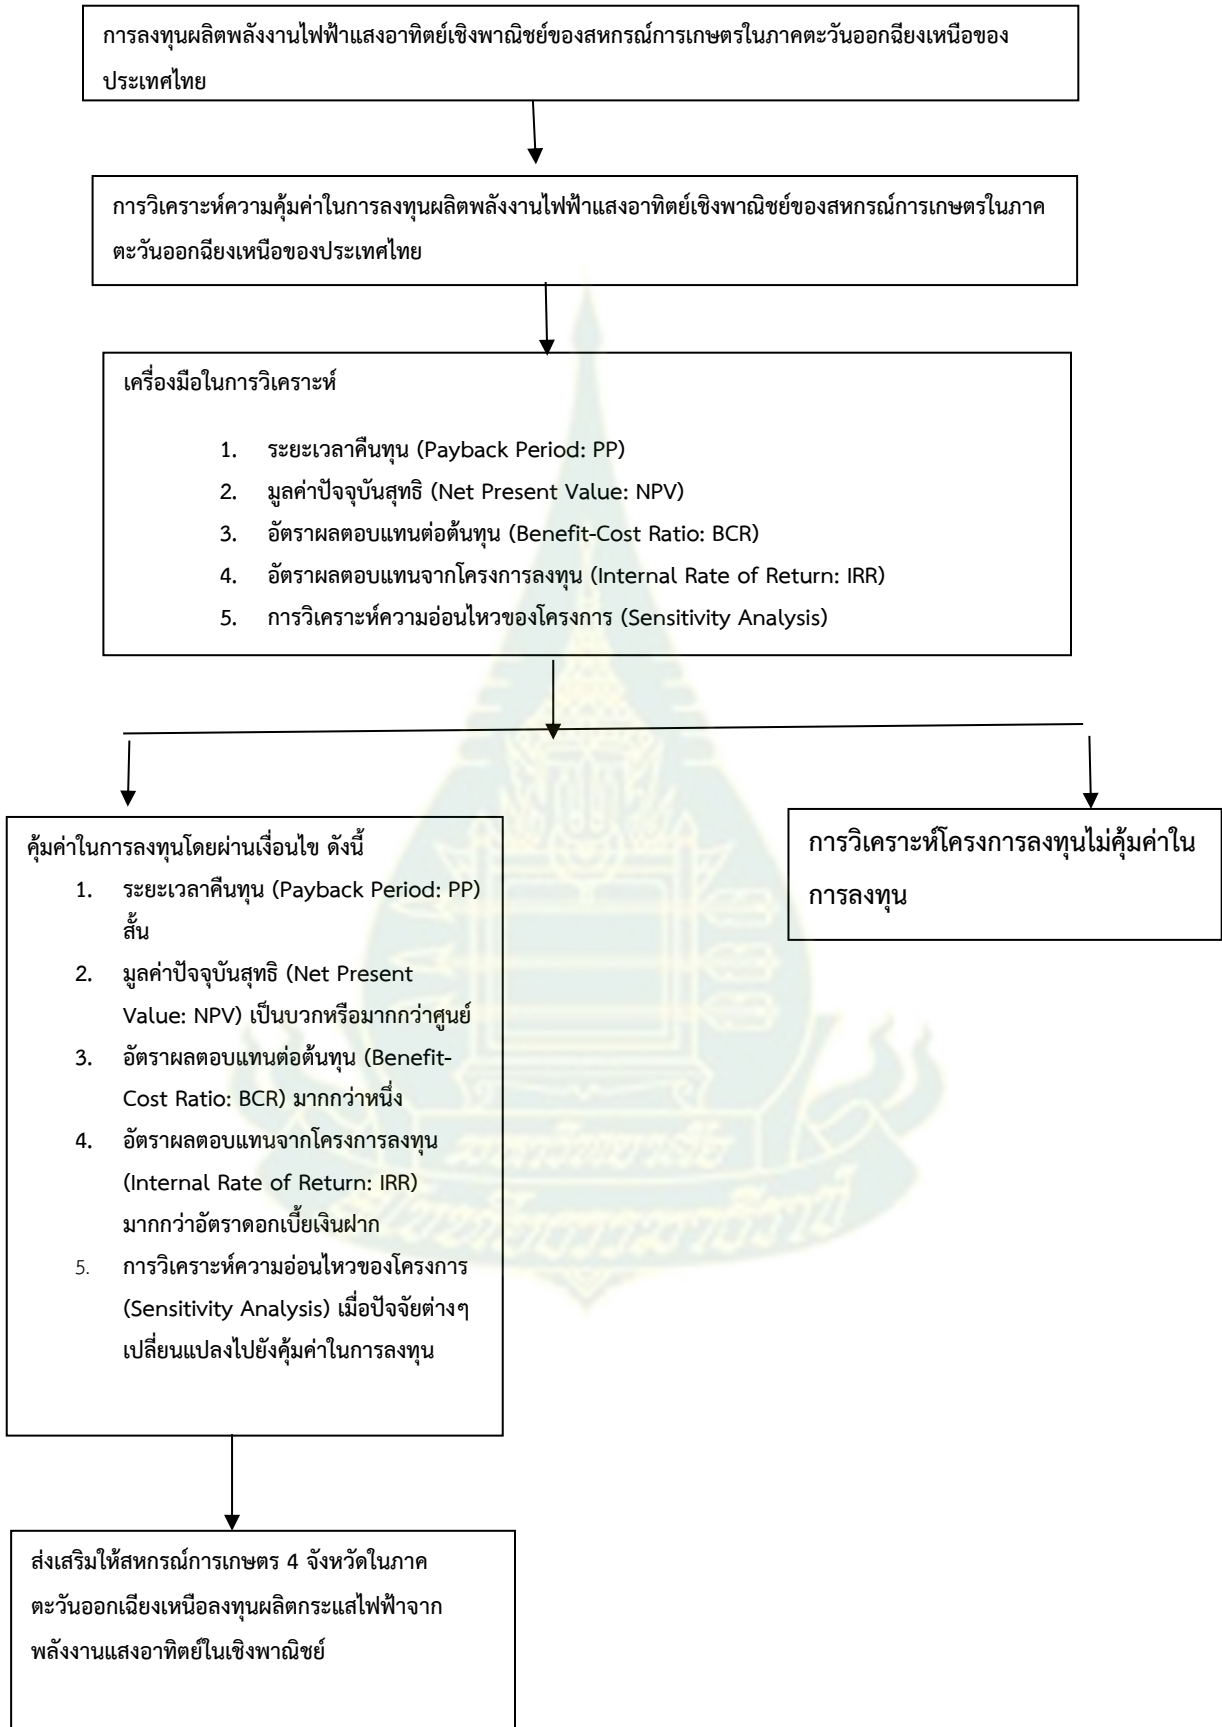 การลงทุนผลิตพลังงานไฟฟ้าแสงอาทิตย์เชิงพาณิชย์ของสหกรณ์การเกษตรในภาคตะวันออกฉียงเหนือของ
ประเทศไทย
การวิเคราะห์ความคุ้มค่าในการลงทุนผลิตพลังงานไฟฟ้าแสงอาทิตย์เชิงพาณิชย์ของสหกรณ์การเกษตรในภาค
ตะวันออกฉียงเหนือของประเทศไทย
เครื่องมือในการวิเคราะห์
1. ระยะเวลาคืนทุน (Payback Period: PP)
2. มูลค่าปัจจุบันสุทธิ (Net Present Value: NPV)
3. อัตราผลตอบแทนต่อต้นทุน (Benefit-Cost Ratio: BCR)
4. อัตราผลตอบแทนจากโครงการลงทุน (Internal Rate of Return: IRR)
5. การวิเคราะห์ความอ่อนไหวของโครงการ (Sensitivity Analysis)
คุ้มค่าในการลงทุนโดยผ่านเงื่อนไข ดังนี้
1. ระยะเวลาคืนทุน (Payback Period: PP)
สั้น
2. มูลค่าปัจจุบันสุทธิ (Net Present
Value: NPV) เป็นบวกหรือมากกว่าศูนย์
3. อัตราผลตอบแทนต่อต้นทุน (Benefit-
Cost Ratio: BCR) มากกว่าหนึ่ง
4. อัตราผลตอบแทนจากโครงการลงทุน
(Internal Rate of Return: IRR)
มากกว่าอัตราดอกเบี้ยเงินฝาก
5. การวิเคราะห์ความอ่อนไหวของโครงการ
(Sensitivity Analysis) เมื่อปัจจัยต่างๆ
เปลี่ยนแปลงไปยังคุ้มค่าในการลงทุน
การวิเคราะห์โครงการลงทุนไม่คุ้มค่าใน
การลงทุน
ส่งเสริมให้สหกรณ์การเกษตร 4 จังหวัดในภาค
ตะวันออกเฉียงเหนือลงทุนผลิตกระแสไฟฟ้าจาก
พลังงานแสงอาทิตย์ในเชิงพาณิชย์